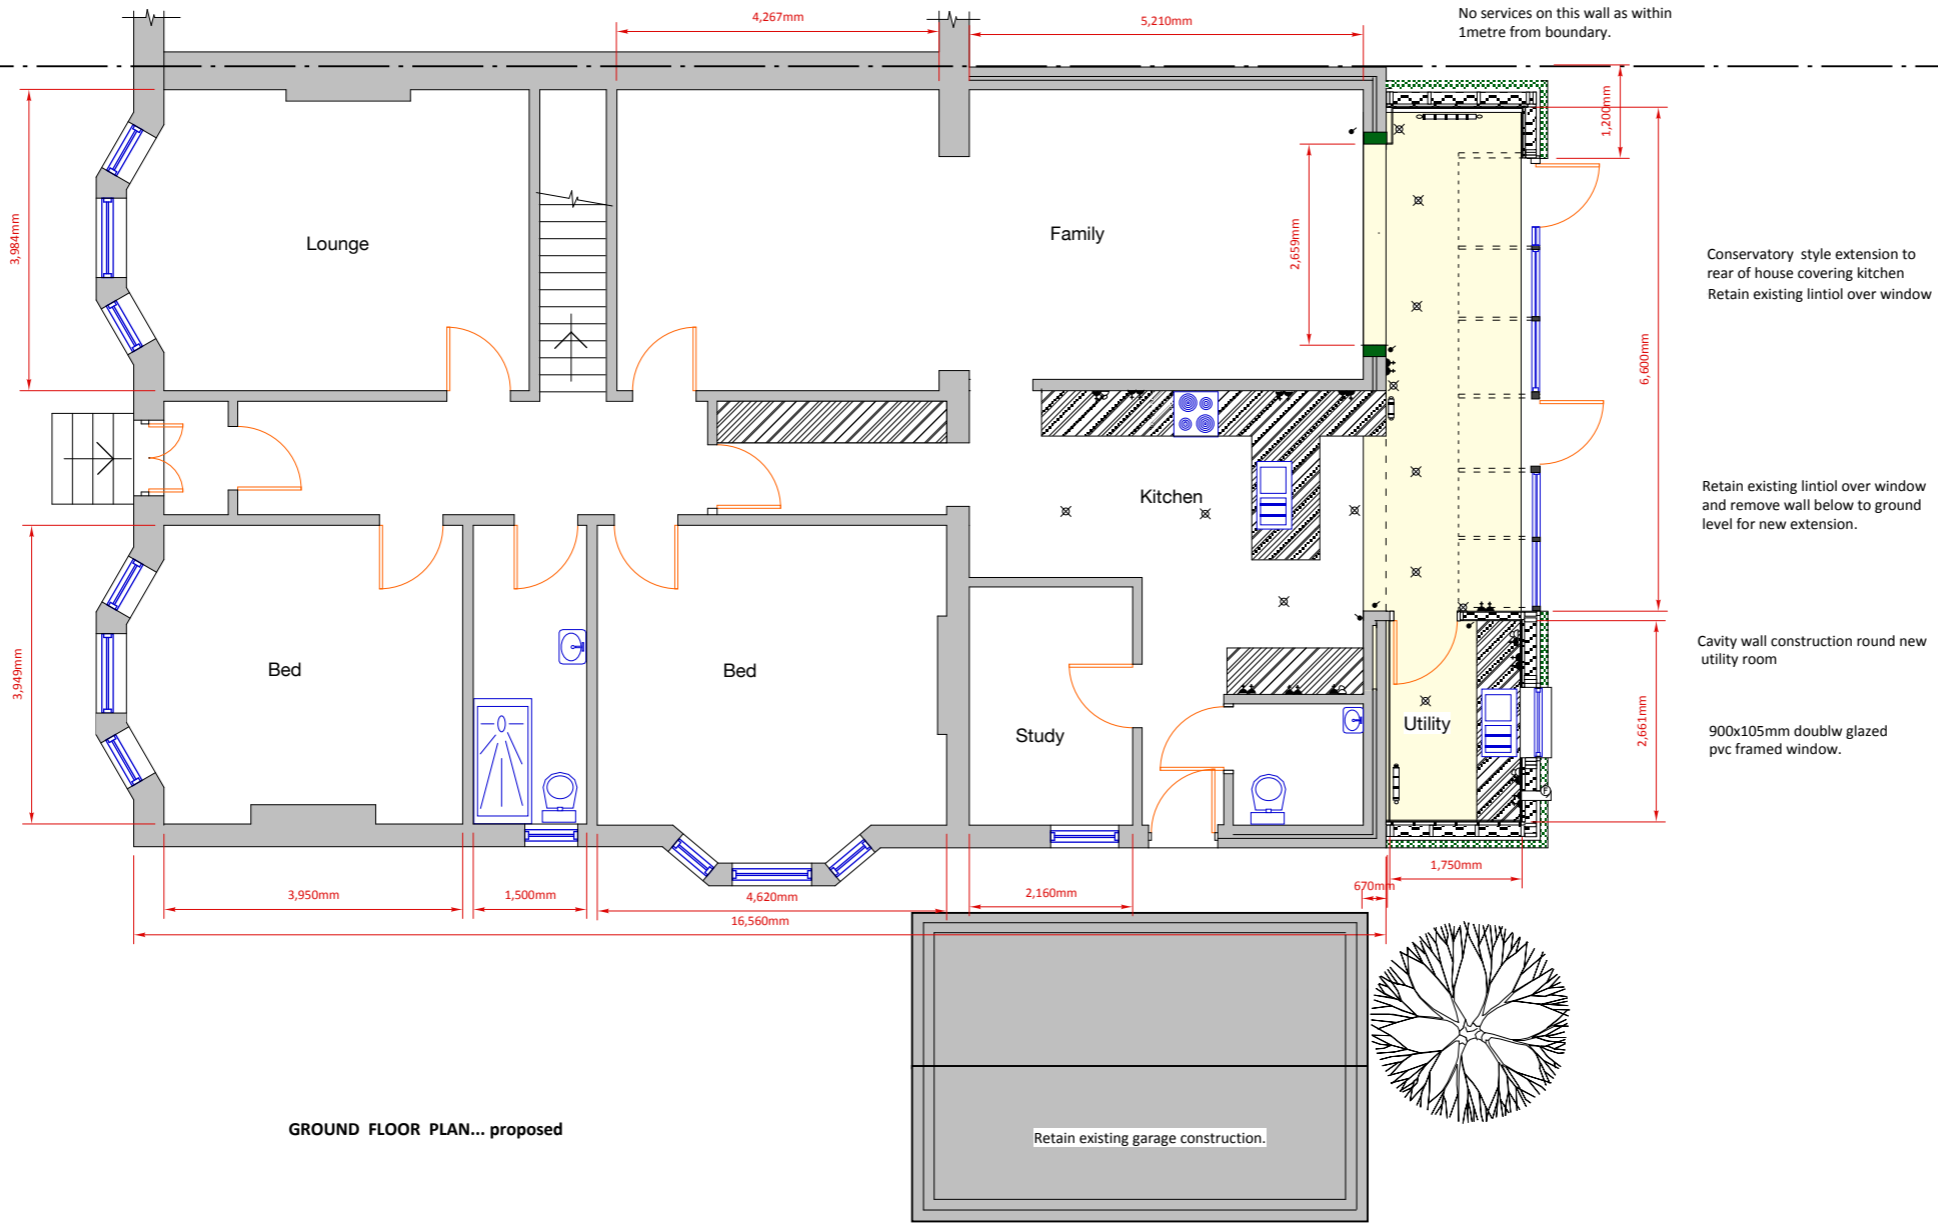 4,267mm
5,210mm
No services on this wall as within
1metre from boundary.
1,200mm
3,984mm
Lounge
Family
2,659mm
6,600mm
Conservatory style extension to
rear of house covering kitchen
Retain existing lintiol over window
Kitchen
Retain existing lintiol over window
and remove wall below to ground
level for new extension.
3,949mm
Bed
Bed
Study
Utility
2,661mm
Cavity wall construction round new
utility room
900x105mm doublw glazed
pvc framed window.
3,950mm
1,500mm
4,620mm
2,160mm
670mm
1,750mm
16,560mm
GROUND FLOOR PLAN... proposed
Retain existing garage construction.